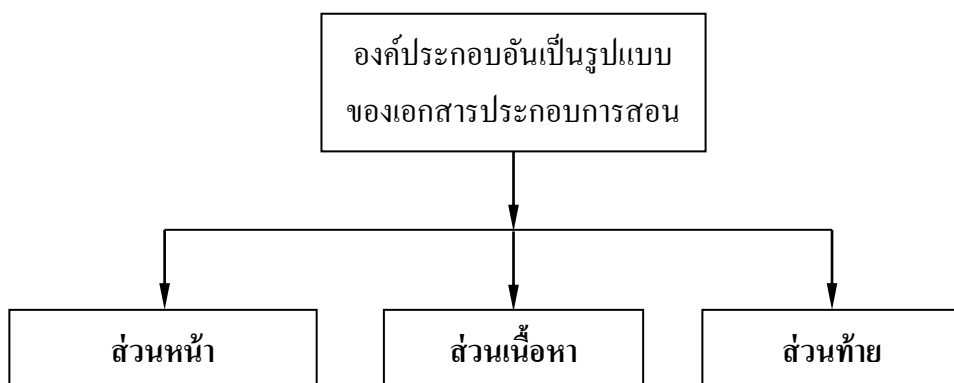 องค์ประกอบอันเป็นรูปแบบ
ของเอกสารประกอบการสอน
ส่วนหน้า
ส่วนเนื้อหา
ส่วนท้าย